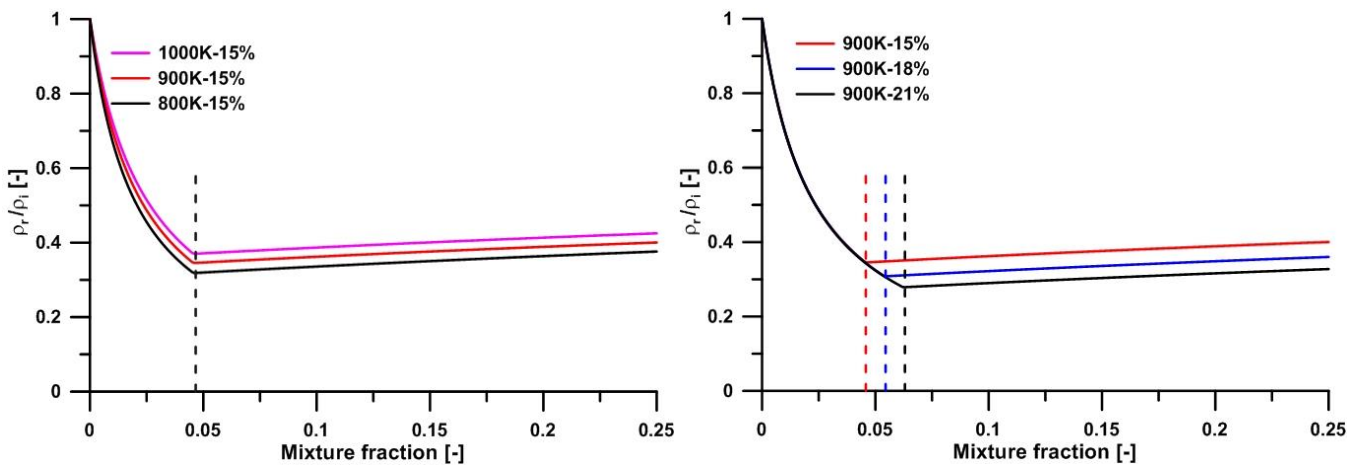 1
0.8
0.6
0.4
0.2
0
ρr/ρi [-]
1000K-15%
900K-15%
800K-15%
0 0.05 0.1 0.15 0.2 0.25
Mixture fraction [-]
1
0.8
0.6
0.4
0.2
0
ρr/ρi [-]
900K-15%
900K-18%
900K-21%
0 0.05 0.1 0.15 0.2 0.25
Mixture fraction [-]